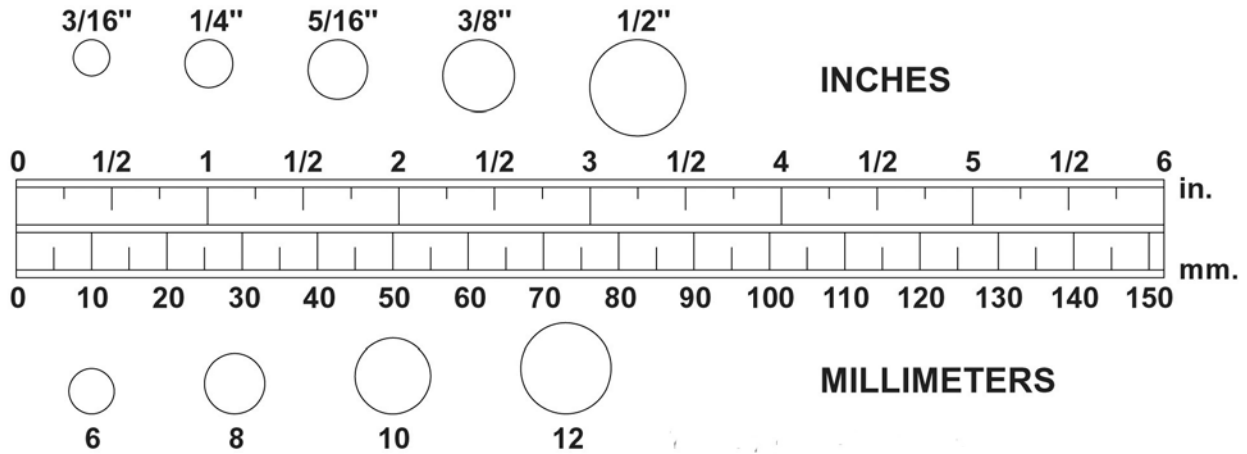 3/16" 1/4" 5/16" 3/8" 1/2"
INCHES
0 1/2 1 1/2 2 1/2 3 1/2 4 1/2 5 1/2 6
in.
mm.
0 10 20 30 40 50 60 70 80 90 100 110 120 130 140 150
MILLIMETERS
6 8 10 12